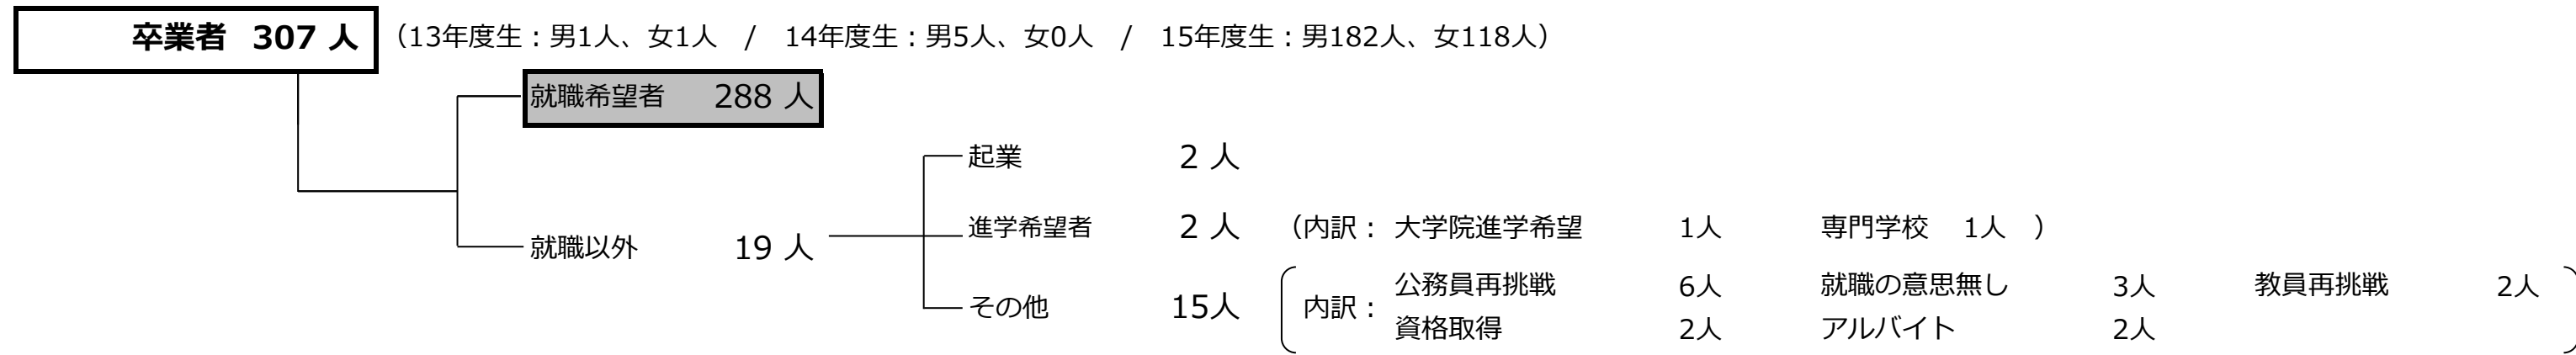 卒業者 307 人 （13年度生：男1人、女1人 / 14年度生：男5人、女0人 / 15年度生：男182人、女118人）
就職希望者 288 人
起業 2 人
進学希望者 2 人 （内訳： 大学院進学希望 1人 専門学校 1人 ）
就職以外 19 人
公務員再挑戦 6人 就職の意思無し 3人 教員再挑戦 2人
その他 15人 内訳：
資格取得 2人 アルバイト 2人